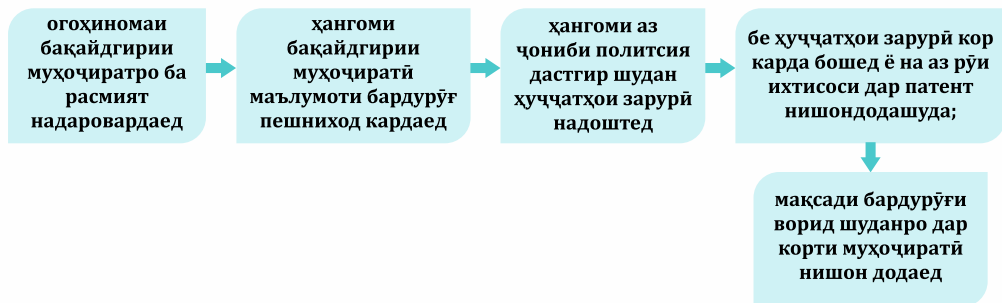 огоҳиномаи
бақайдгирии
муҳоҷиратро ба
расмият
надаровардаед
ҳангоми
бақайдгирии
муҳоҷиратӣ
маълумоти бардурӯғ
пешниход кардаед
ҳангоми аз
ҷониби политсия
дастгир шудан
ҳуҷҷатҳои зарурӣ
надоштед
бе ҳуҷҷатҳои зарурӣ кор
карда бошед ё на аз рӯи
ихтисоси дар патент
нишондодашуда;
мақсади бардурӯғи
ворид шуданро дар
корти муҳоҷиратӣ
нишон додаед